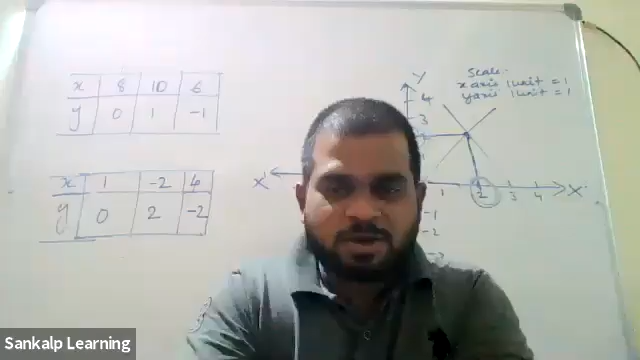 x 8 10 6
y 0 1 -1
x 1 -2 4
y 0 2 -2
Scale:
x axis 1 unit = 1
y axis 1 unit = 1
Y
4
3
X' 1 2 3 4 X
-1
-2
Sankalp Learning